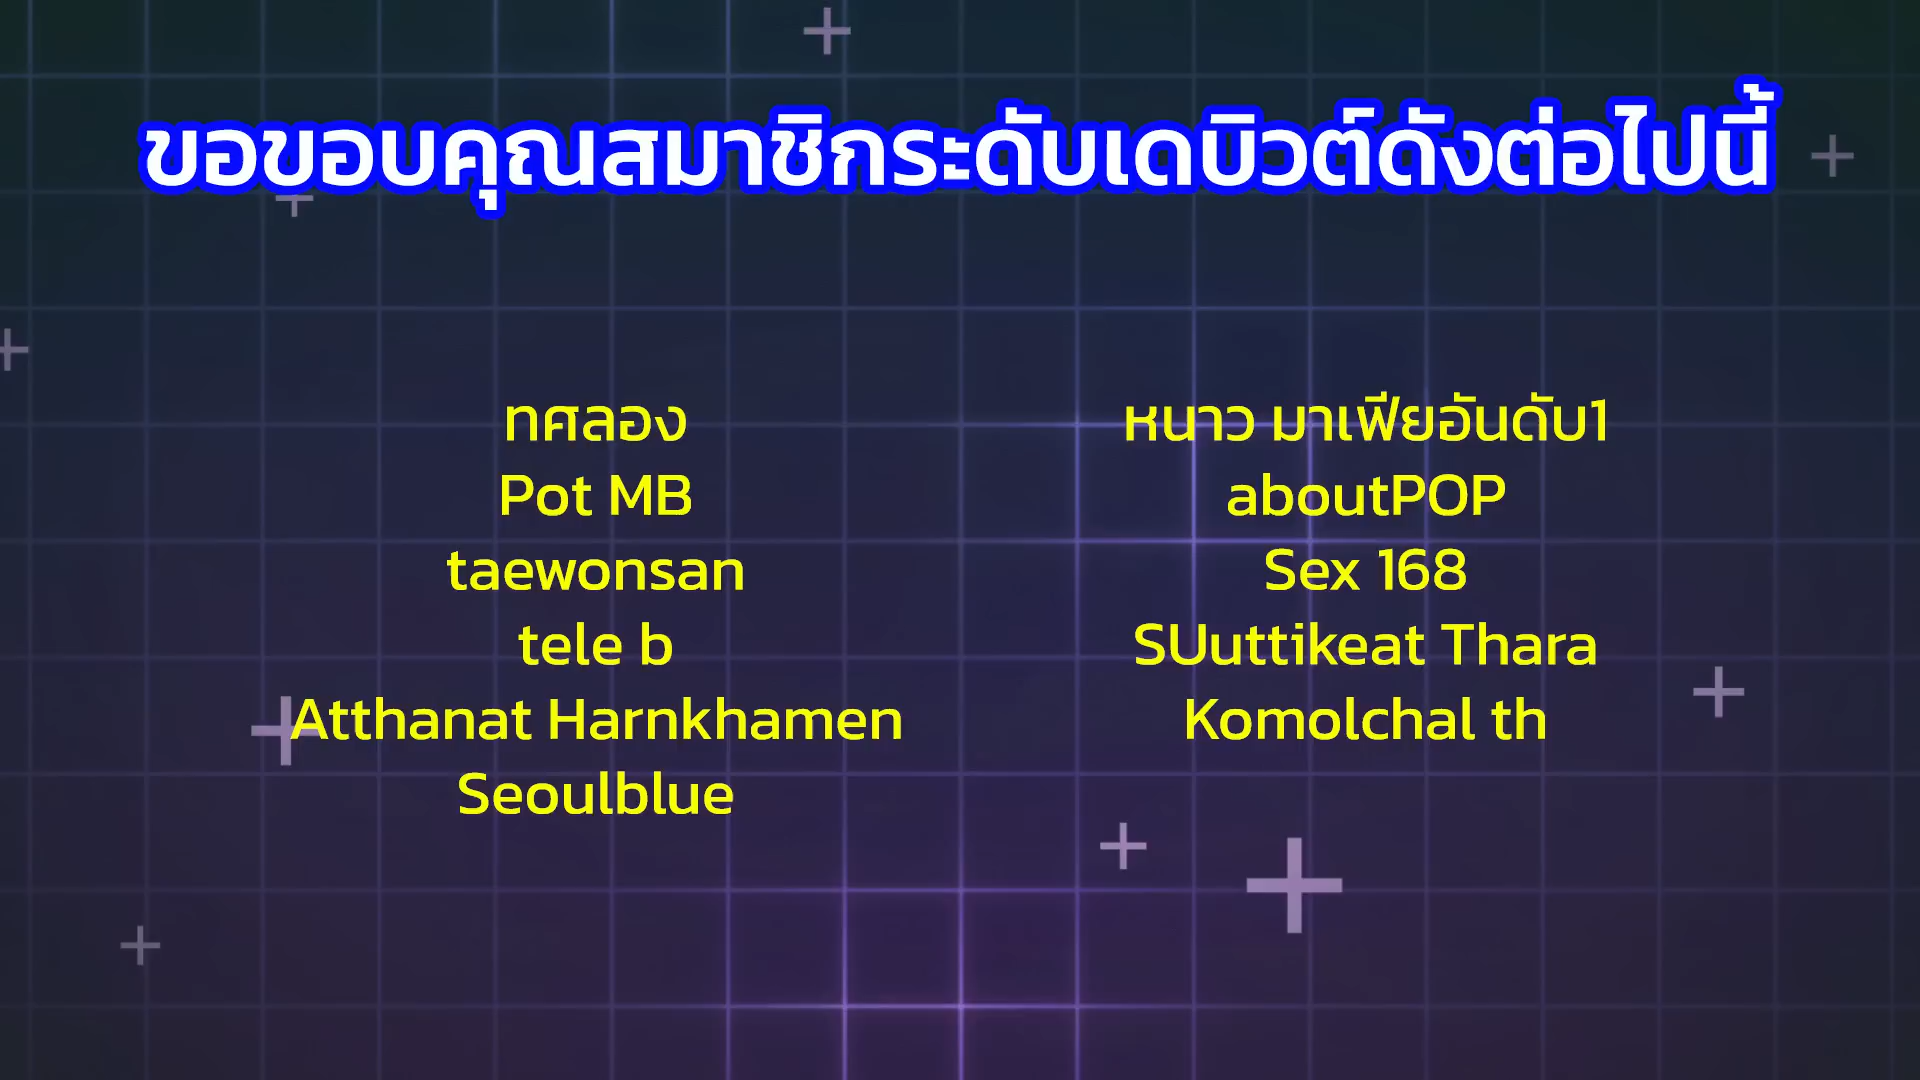 ขอขอบคุณสมาชิกระดับเดบิวต์ดังต่อไปนี้
ทศลอง
Pot MB
taewonsan
tele b
Atthanat Harnkhamen
Seoulblue
หนาว มาเฟียอันดับ1
aboutPOP
Sex 168
SUuttikeat Thara
Komolchal th